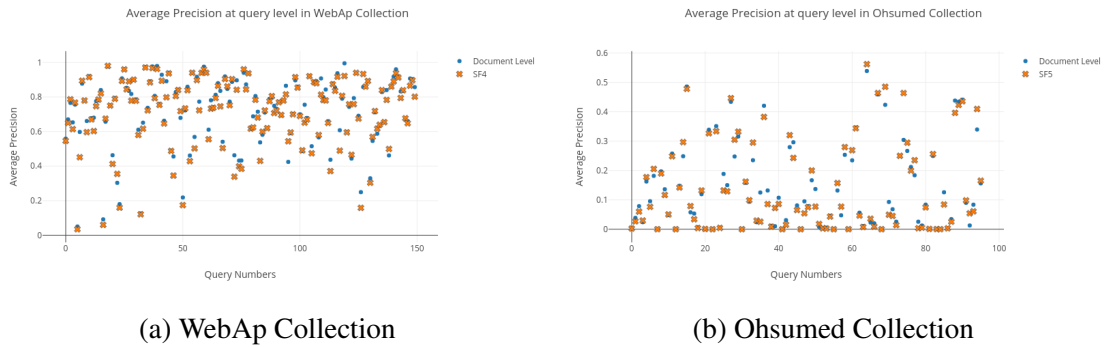 Average Precision at query level in WebAp Collection
1
0.8
0.6
0.4
0.2
0
0
50
100
150
Average Precision
Query Numbers
Document Level
SF4
(a) WebAp Collection
Average Precision at query level in Ohsumed Collection
0.6
0.5
0.4
0.3
0.2
0.1
0
0
20
40
60
80
100
Average Precision
Query Numbers
Document Level
SF5
(b) Ohsumed Collection